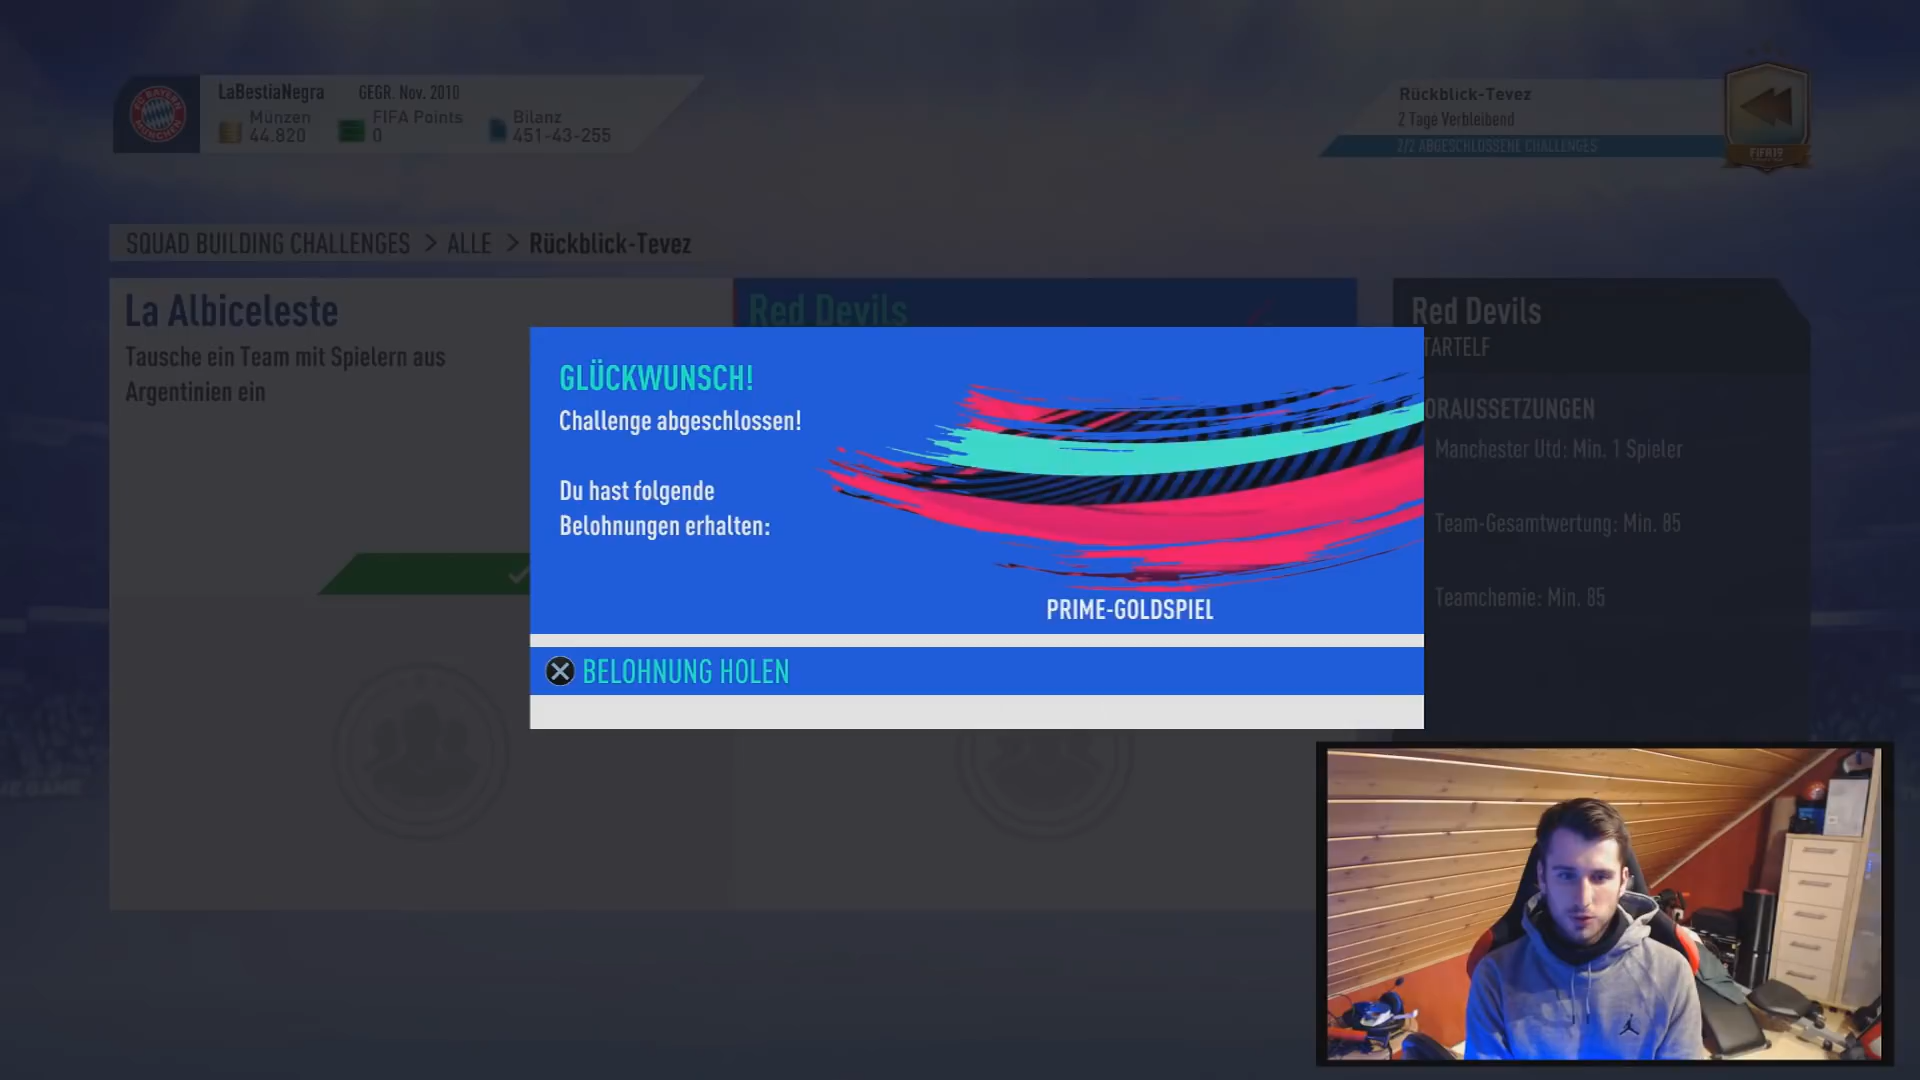 LaBestiaNegra GEGR. Nov. 2010
Münzen FIFA Points Bilanz
44.820 0 451-43-255
Rückblick-Tevez
2 Tage Verbleibend
2/2 ABGESCHLOSSENE CHALLENGES
FIFA19
SQUAD BUILDING CHALLENGES > ALLE > Rückblick-Tevez
La Albiceleste
Tausche ein Team mit Spielern aus
Argentinien ein
Red Devils
GLÜCKWUNSCH!
Challenge abgeschlossen!
Du hast folgende
Belohnungen erhalten:
PRIME-GOLDSPIEL
BELOHNUNG HOLEN
Red Devils
TARTELF
ORAUSSETZUNGEN
Manchester Utd: Min. 1 Spieler
Team-Gesamtwertung: Min. 85
Teamchemie: Min. 85